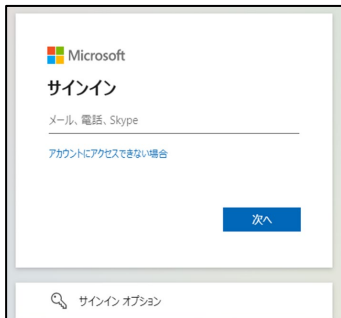 Microsoft
サインイン
メール、電話、Skype
アカウントにアクセスできない場合
次へ
サインイン オプション